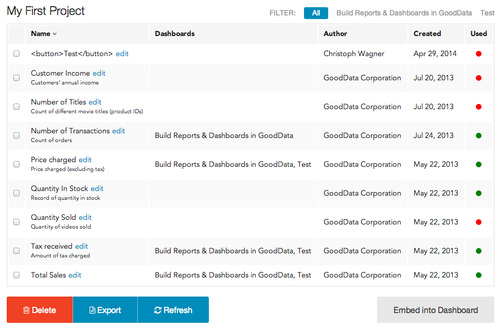 My First Project
FILTER: All Build Reports & Dashboards in GoodData Test
Name Dashboards Author Created Used
<button>Test</button> edit Christoph Wagner Apr 29, 2014
Customer Income edit GoodData Corporation Jul 20, 2013
Customers' annual income
Number of Titles edit GoodData Corporation Jul 20, 2013
Count of different movie titles (product IDs)
Number of Transactions edit Build Reports & Dashboards in GoodData GoodData Corporation Jul 24, 2013
Count of orders
Price charged edit Build Reports & Dashboards in GoodData, Test GoodData Corporation May 22, 2013
Price charged (excluding tax)
Quantity In Stock edit GoodData Corporation May 22, 2013
Record of quantity in stock
Quantity Sold edit GoodData Corporation May 22, 2013
Quantity of videos sold
Tax received edit Build Reports & Dashboards in GoodData, Test GoodData Corporation May 22, 2013
Amount of tax charged
Total Sales edit Build Reports & Dashboards in GoodData, Test GoodData Corporation May 22, 2013
Delete Export Refresh Embed into Dashboard